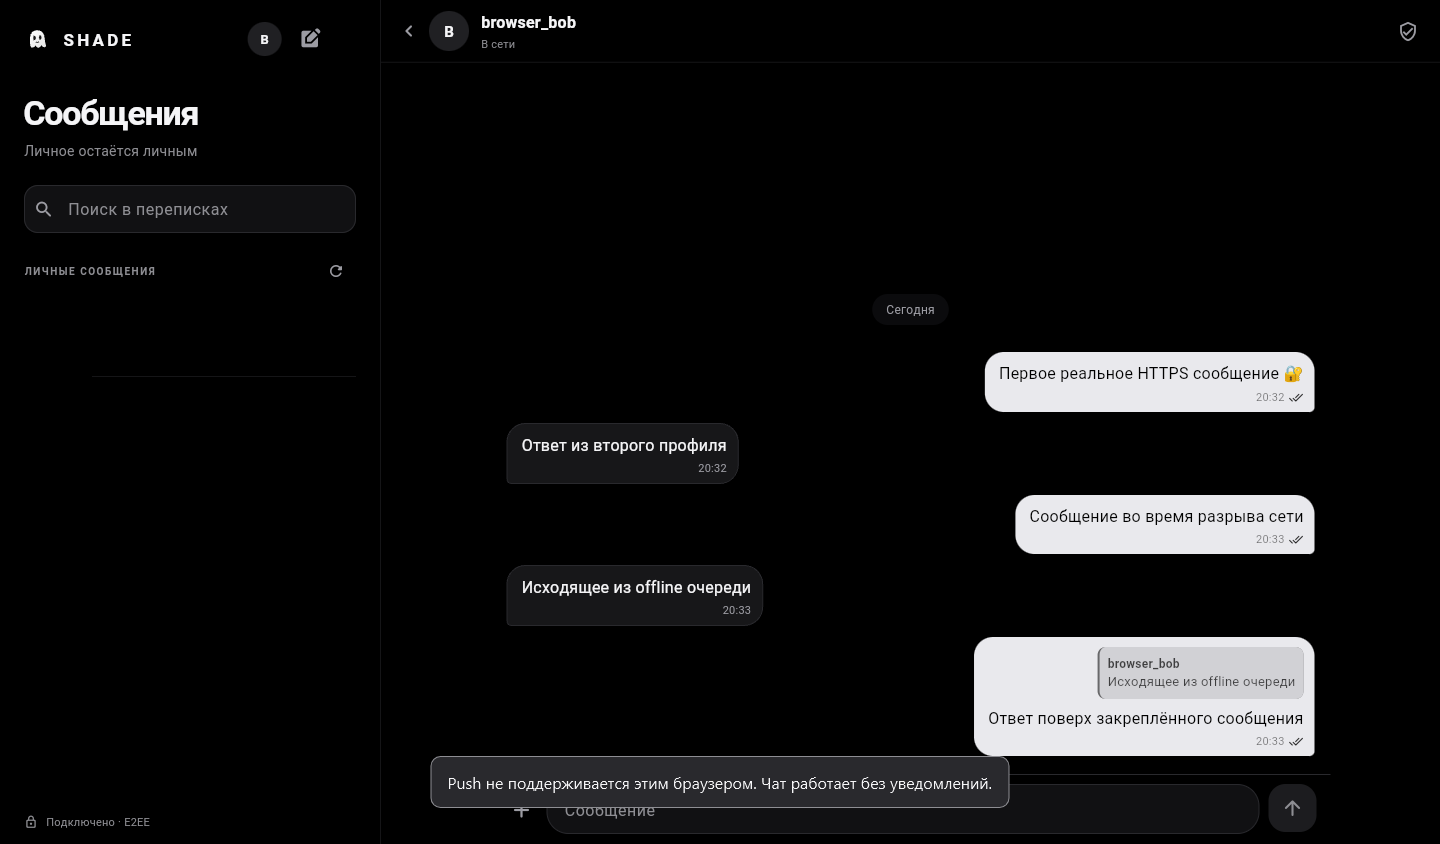 SHADE
B
Сообщения
Личное остаётся личным
Поиск в переписках
ЛИЧНЫЕ СООБЩЕНИЯ
Подключено · E2EE
B
browser_bob
В сети
Сегодня
Первое реальное HTTPS сообщение 🔐
20:32
Ответ из второго профиля
20:32
Сообщение во время разрыва сети
20:33
Исходящее из offline очереди
20:33
browser_bob
Исходящее из offline очереди
Ответ поверх закреплённого сообщения
20:33
Push не поддерживается этим браузером. Чат работает без уведомлений.
Сообщение